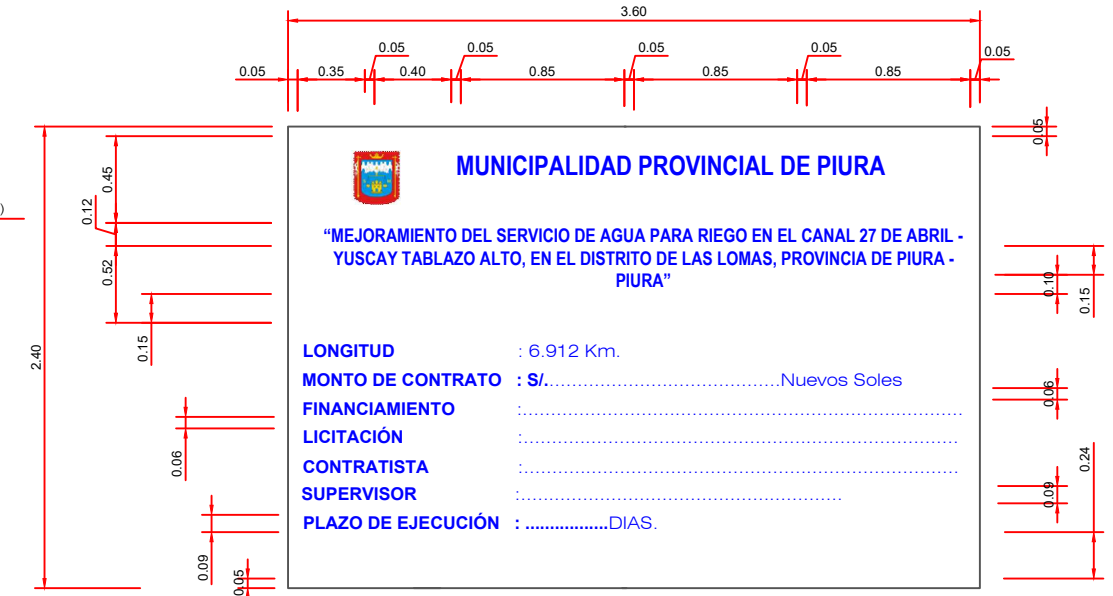 3.60
0.05 0.05 0.05 0.05 0.05
0.05 0.35 0.40 0.85 0.85 0.85
MUNICIPALIDAD PROVINCIAL DE PIURA
“MEJORAMIENTO DEL SERVICIO DE AGUA PARA RIEGO EN EL CANAL 27 DE ABRIL -
YUSCAY TABLAZO ALTO, EN EL DISTRITO DE LAS LOMAS, PROVINCIA DE PIURA -
PIURA”
LONGITUD : 6.912 Km.
MONTO DE CONTRATO : S/..........................................Nuevos Soles
FINANCIAMIENTO :...............................................................................
LICITACIÓN :..............................................................................
CONTRATISTA :..............................................................................
SUPERVISOR :..........................................................
PLAZO DE EJECUCIÓN : .................DIAS.
)
2.40
0.45
0.12
0.52
0.15
0.06
0.09
0.05
0.05
0.10
0.15
0.06
0.24
0.09